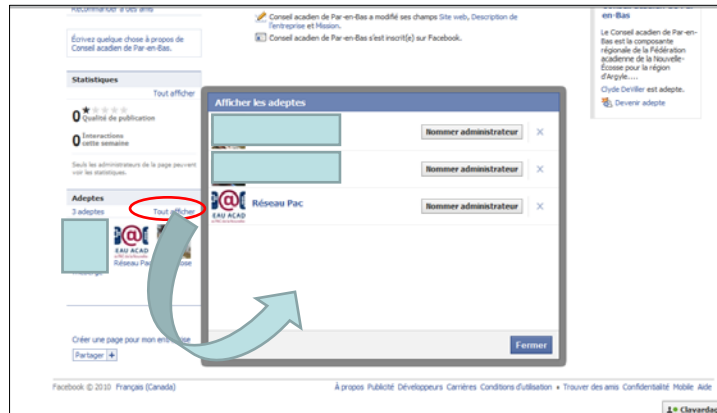 Recommander à des amis
Écrivez quelque chose à propos de
Conseil acadien de Par-en-Bas.
Statistiques
Tout afficher
0 Qualité de publication
0 Interactions
cette semaine
Seuls les administrateurs de la page peuvent
voir les statistiques.
Adeptes
3 adeptes
Tout afficher
EAU ACAD
Réseau Pac
Créer une page pour mon
Partager +
Conseil acadien de Par-en-Bas a modifié ses champs Site web, Description de
l'entreprise et Mission.
Conseil acadien de Par-en-Bas s'est inscrit(e) sur Facebook.
Afficher les adeptes
Nommer administrateur ×
Nommer administrateur ×
EAU ACAD
Réseau Pac
Nommer administrateur ×
Fermer
en-Bas
Le Conseil acadien de Par-en-
Bas est la composante
régionale de la Fédération
acadienne de la Nouvelle-
Écosse pour la région
d'Argyle....
Clyde DeViller est adepte.
Devenir adepte
Facebook © 2010 Français (Canada)
À propos Publicité Développeurs Carrières Conditions d'utilisation • Trouver des amis Confidentialité Mobile Aide